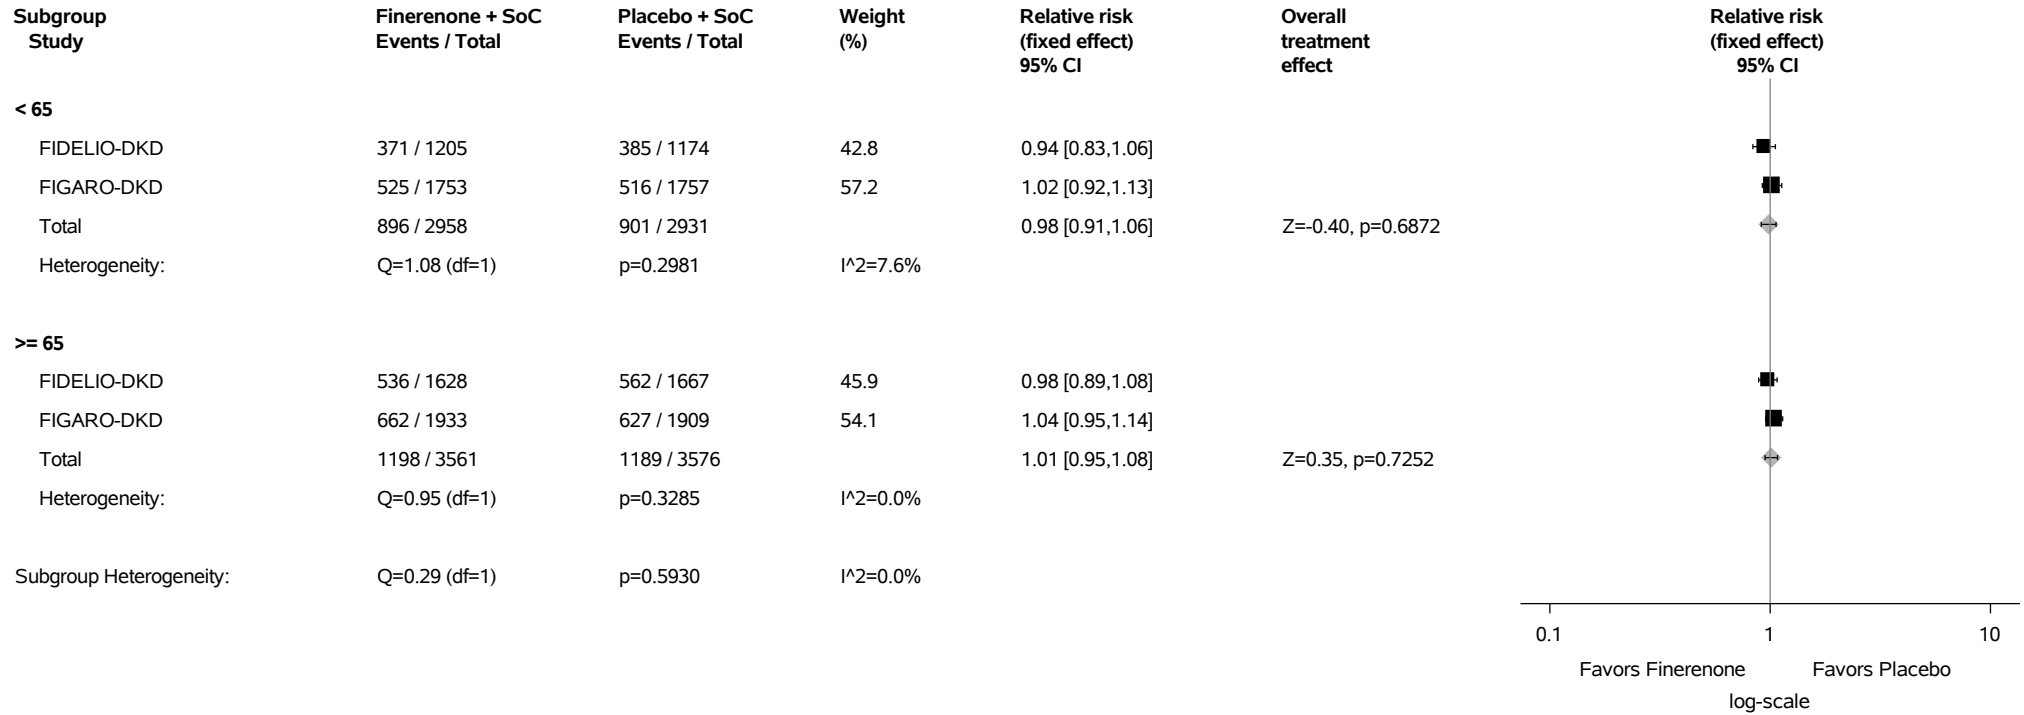 Subgroup Finerenone + SoC Placebo + SoC Weight Relative risk Overall Relative risk
Study Events / Total Events / Total (%) (fixed effect) treatment (fixed effect)
95% CI effect 95% CI
< 65
FIDELIO-DKD 371 / 1205 385 / 1174 42.8 0.94 [0.83,1.06]
FIGARO-DKD 525 / 1753 516 / 1757 57.2 1.02 [0.92,1.13]
Total 896 / 2958 901 / 2931 0.98 [0.91,1.06] Z=-0.40, p=0.6872
Heterogeneity: Q=1.08 (df=1) p=0.2981 I^2=7.6%
>= 65
FIDELIO-DKD 536 / 1628 562 / 1667 45.9 0.98 [0.89,1.08]
FIGARO-DKD 662 / 1933 627 / 1909 54.1 1.04 [0.95,1.14]
Total 1198 / 3561 1189 / 3576 1.01 [0.95,1.08] Z=0.35, p=0.7252
Heterogeneity: Q=0.95 (df=1) p=0.3285 I^2=0.0%
Subgroup Heterogeneity: Q=0.29 (df=1) p=0.5930 I^2=0.0%
0.1 1 10
Favors Finerenone Favors Placebo
log-scale